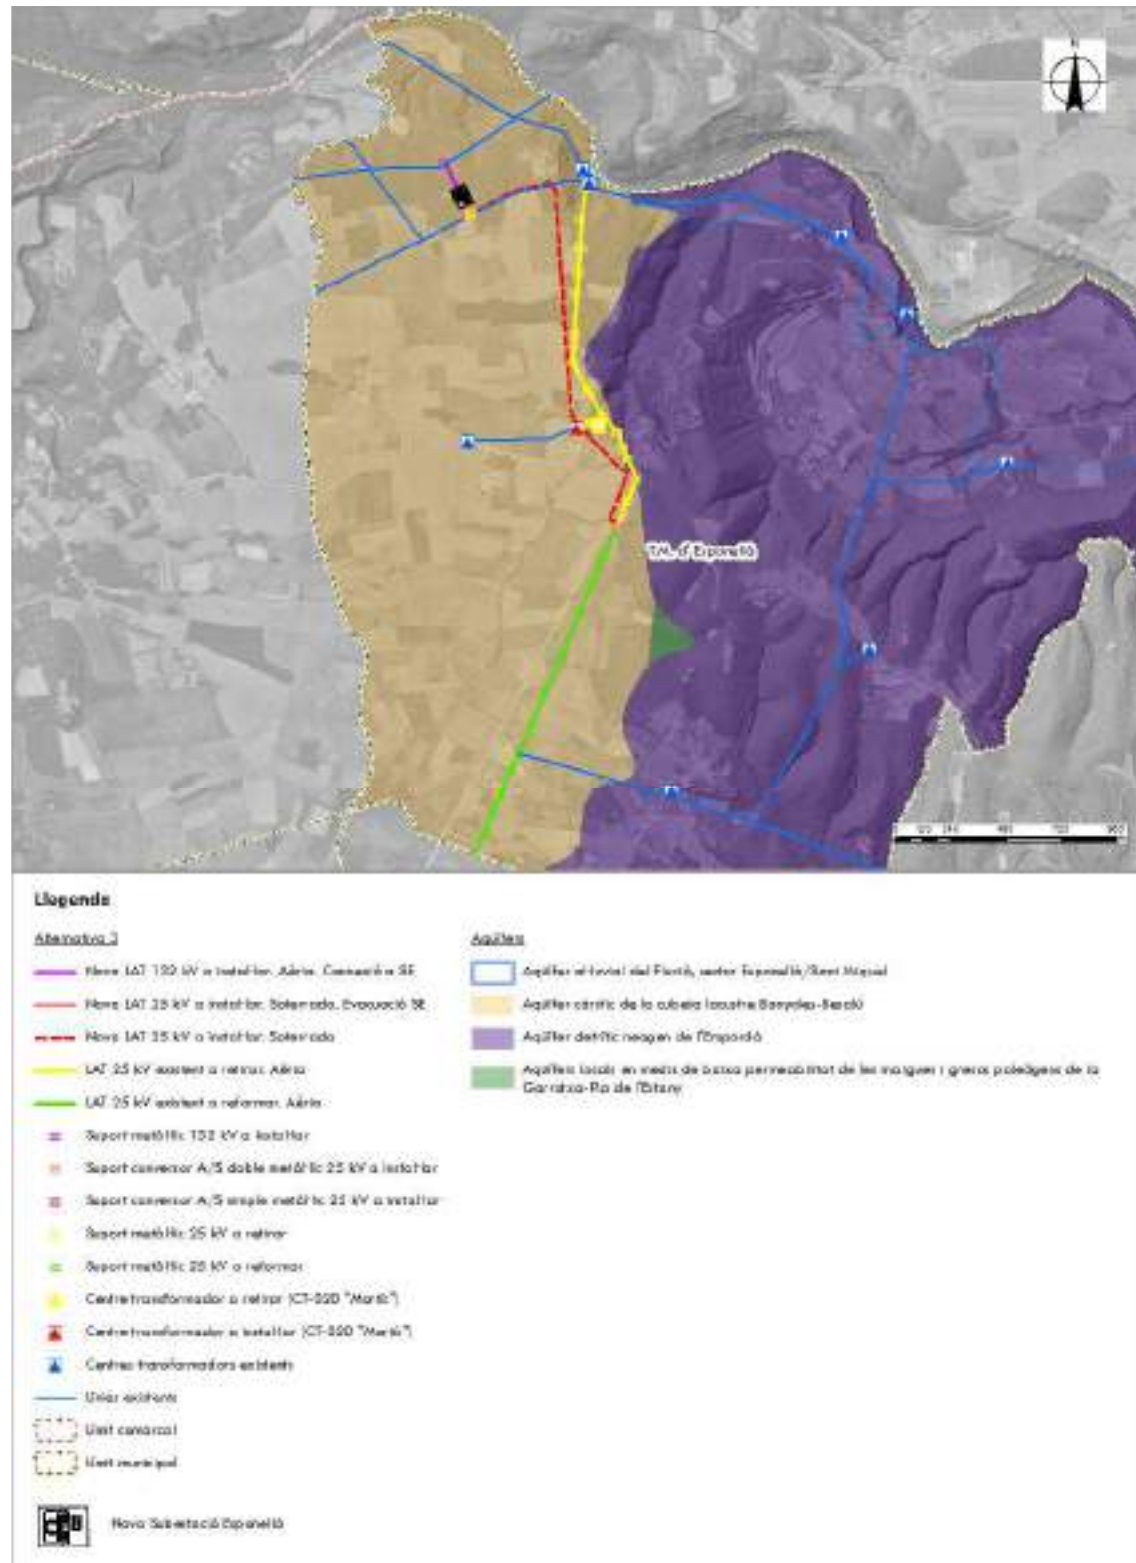 N
T.M. d'Esponellà
Llegenda
Alternativa 3
Nova LAT 132 kV a instal·lar. Aèria. Connexió a SE
Nova LAT 25 kV a instal·lar. Soterrada. Evacuació SE
Nova LAT 25 kV a instal·lar. Soterrada
LAT 25 kV existent a retirar. Aèria
LAT 25 kV existent a reformar. Aèria
Suport metàl·lic 132 kV a instal·lar
Suport conversor A/S doble metàl·lic 25 kV a instal·lar
Suport conversor A/S simple metàl·lic 25 kV a instal·lar
Suport metàl·lic 25 kV a retirar
Suport metàl·lic 25 kV a reformar
Centre transformador a retirar (CT-020 "Martís")
Centre transformador a instal·lar (CT-020 "Martís")
Centres transformadors existents
Línies existents
Límit comarcal
Límit municipal
Nova Subestació Esponellà
Aqüífers
Aqüífer al·luvial del Fluvià, sector Esponellà/Sant Miquel
Aqüífer càrstic de la cubeta lacustre Banyoles-Besalú
Aqüífer detrític neogen de l'Empordà
Aqüífers locals en medis de baixa permeabilitat de les margues i gresos paleògens de la
Garrotxa-Pla de l'Estany